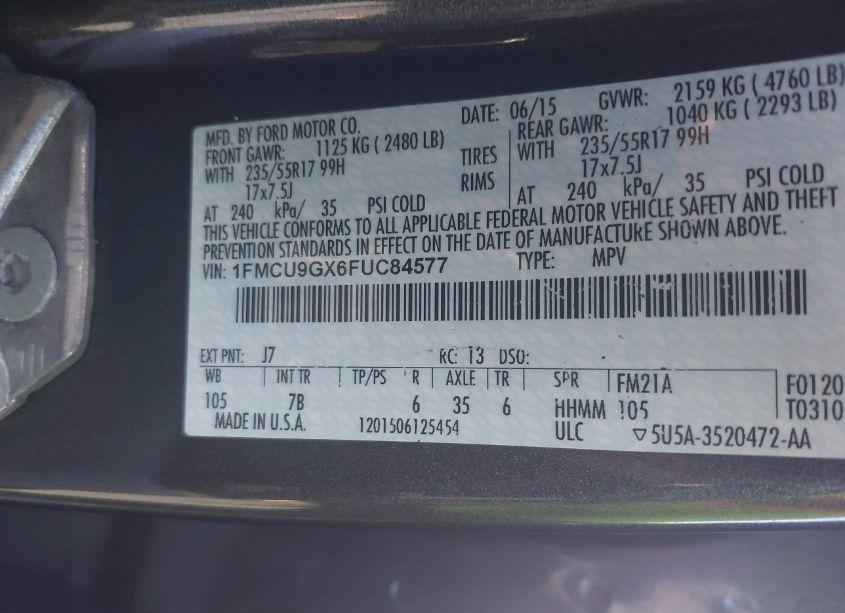 MFD. BY FORD MOTOR CO. DATE: 06/15 GVWR: 2159 KG ( 4760 LB)
FRONT GAWR: 1125 KG ( 2480 LB) REAR GAWR: 1040 KG ( 2293 LB)
WITH 235/55R17 99H TIRES WITH 235/55R17 99H
17x7.5J RIMS 17x7.5J
AT 240 kPa/ 35 PSI COLD AT 240 kPa/ 35 PSI COLD
THIS VEHICLE CONFORMS TO ALL APPLICABLE FEDERAL MOTOR VEHICLE SAFETY AND THEFT
PREVENTION STANDARDS IN EFFECT ON THE DATE OF MANUFACTURE SHOWN ABOVE.
VIN: 1FMCU9GX6FUC84577 TYPE: MPV
EXT PNT: J7 RC: 13 DSO:
WB INT TR TP/PS R AXLE TR SPR FM21A F0120
105 7B 6 35 6 HHMM 105 T0310
MADE IN U.S.A. 1201506125454 ULC 5U5A-3520472-AA